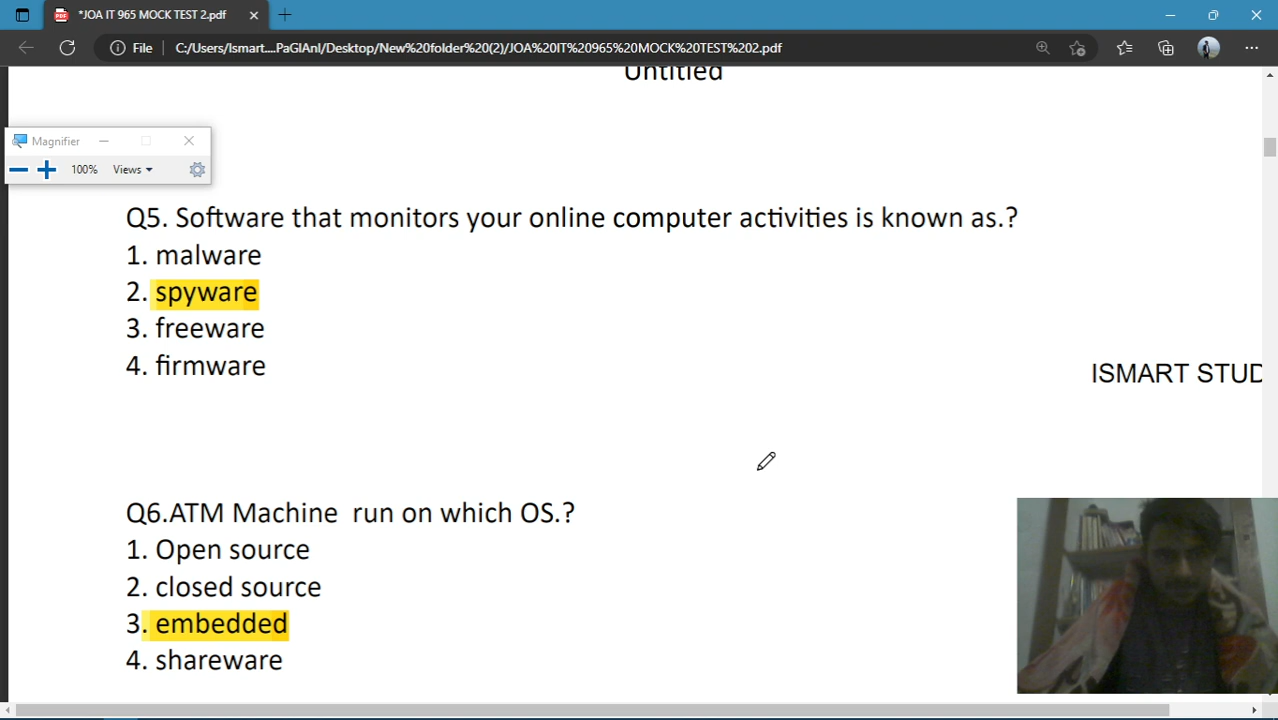 *JOA IT 965 MOCK TEST 2.pdf
File
C:/Users/Ismart....PaGlAnI/Desktop/New%20folder%20(2)/JOA%20IT%20965%20MOCK%20TEST%202.pdf
Untitled
Magnifier
100%
Views
Q5. Software that monitors your online computer activities is known as.?
1. malware
2. spyware
3. freeware
4. firmware
ISMART STUD
Q6.ATM Machine run on which OS.?
1. Open source
2. closed source
3. embedded
4. shareware